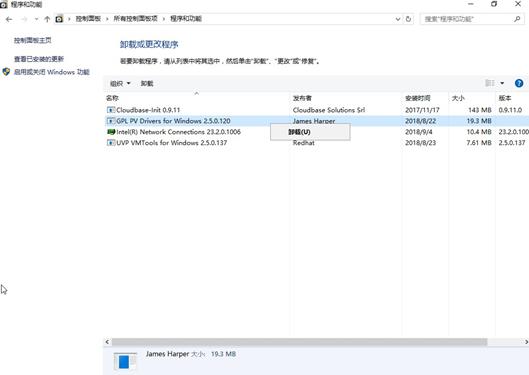 程序和功能
控制面板 › 所有控制面板项 › 程序和功能
搜索"程序和功能"
控制面板主页
查看已安装的更新
启用或关闭 Windows 功能
卸载或更改程序
若要卸载程序，请从列表中将其选中，然后单击"卸载"、"更改"或"修复"。
组织 卸载
名称 发布者 安装时间 大小 版本
Cloudbase-Init 0.9.11 Cloudbase Solutions Srl 2017/11/17 143 MB 0.9.11.0
GPL PV Drivers for Windows 2.5.0.120 James Harper 2018/8/22 19.3 MB
卸载(U)
Intel(R) Network Connections 23.2.0.1006 2018/9/4 10.4 MB 23.2.0.100
UVP VMTools for Windows 2.5.0.137 Redhat 2018/8/23 7.61 MB 2.5.0.137
James Harper 大小: 19.3 MB